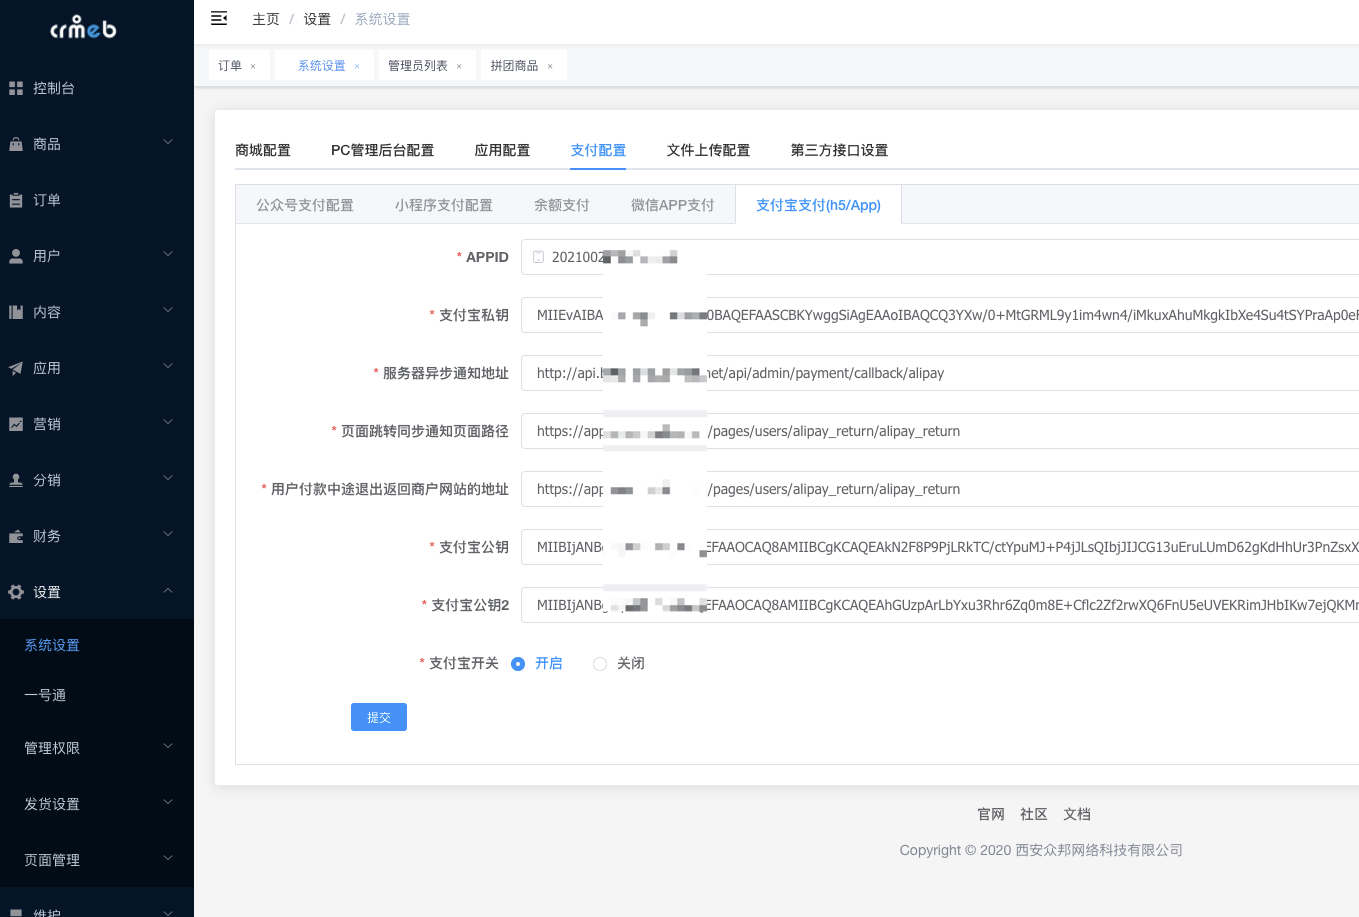 crmeb
主页 / 设置 / 系统设置
订单 × 系统设置 × 管理员列表 × 拼团商品 ×
控制台
商品
订单
用户
内容
应用
营销
分销
财务
设置
系统设置
一号通
管理权限
发货设置
页面管理
维护
商城配置 PC管理后台配置 应用配置 支付配置 文件上传配置 第三方接口设置
公众号支付配置 小程序支付配置 余额支付 微信APP支付 支付宝支付(h5/App)
* APPID 202100
* 支付宝私钥 MIIEvAIBA 0BAQEFAASCBKYwggSiAgEAAoIBAQCQ3YXw/0+MtGRML9y1im4wn4/iMkuxAhuMkgkIbXe4Su4tSYPraAp0eF
* 服务器异步通知地址 http://api. net/api/admin/payment/callback/alipay
* 页面跳转同步通知页面路径 https://app /pages/users/alipay_return/alipay_return
* 用户付款中途退出返回商户网站的地址 https://app /pages/users/alipay_return/alipay_return
* 支付宝公钥 MIIBIjANB EFAAOCAQ8AMIIBCgKCAQEAkN2F8P9PjLRkTC/ctYpuMJ+P4jJLsQIbjJIJCG13uEruLUmD62gKdHhUr3PnZsxX
* 支付宝公钥2 MIIBIjANB EFAAOCAQ8AMIIBCgKCAQEAhGUzpArLbYxu3Rhr6Zq0m8E+Cflc2Zf2rwXQ6FnU5eUVEKRimJHbIKw7ejQKM
* 支付宝开关 开启 关闭
提交
官网 社区 文档
Copyright © 2020 西安众邦网络科技有限公司